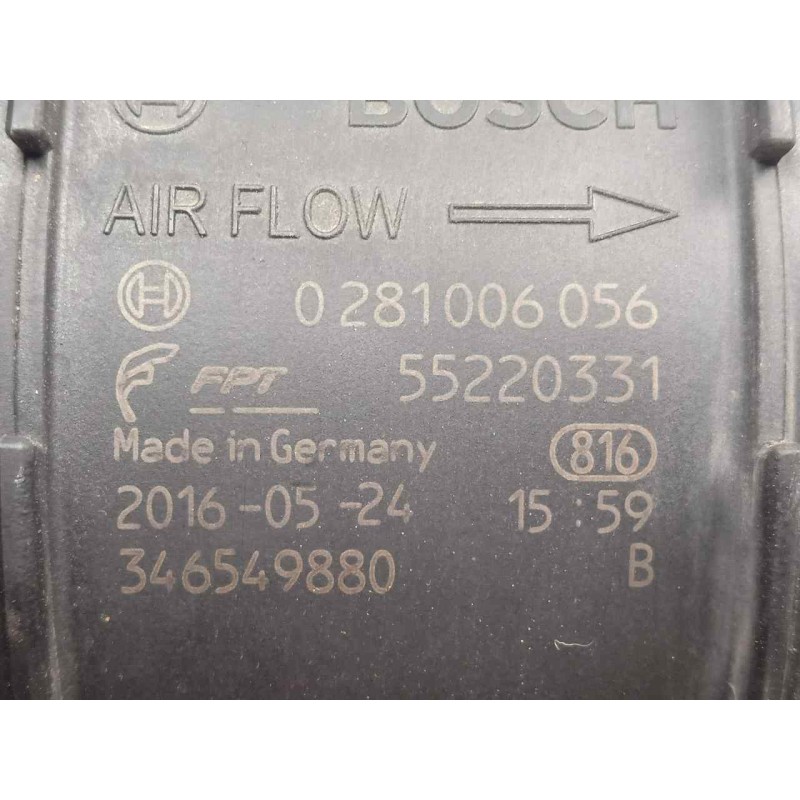 BOSCH
AIR FLOW
0 281 006 056
FPT 55220331
Made in Germany 816
2016-05-24 15:59
346549880 B